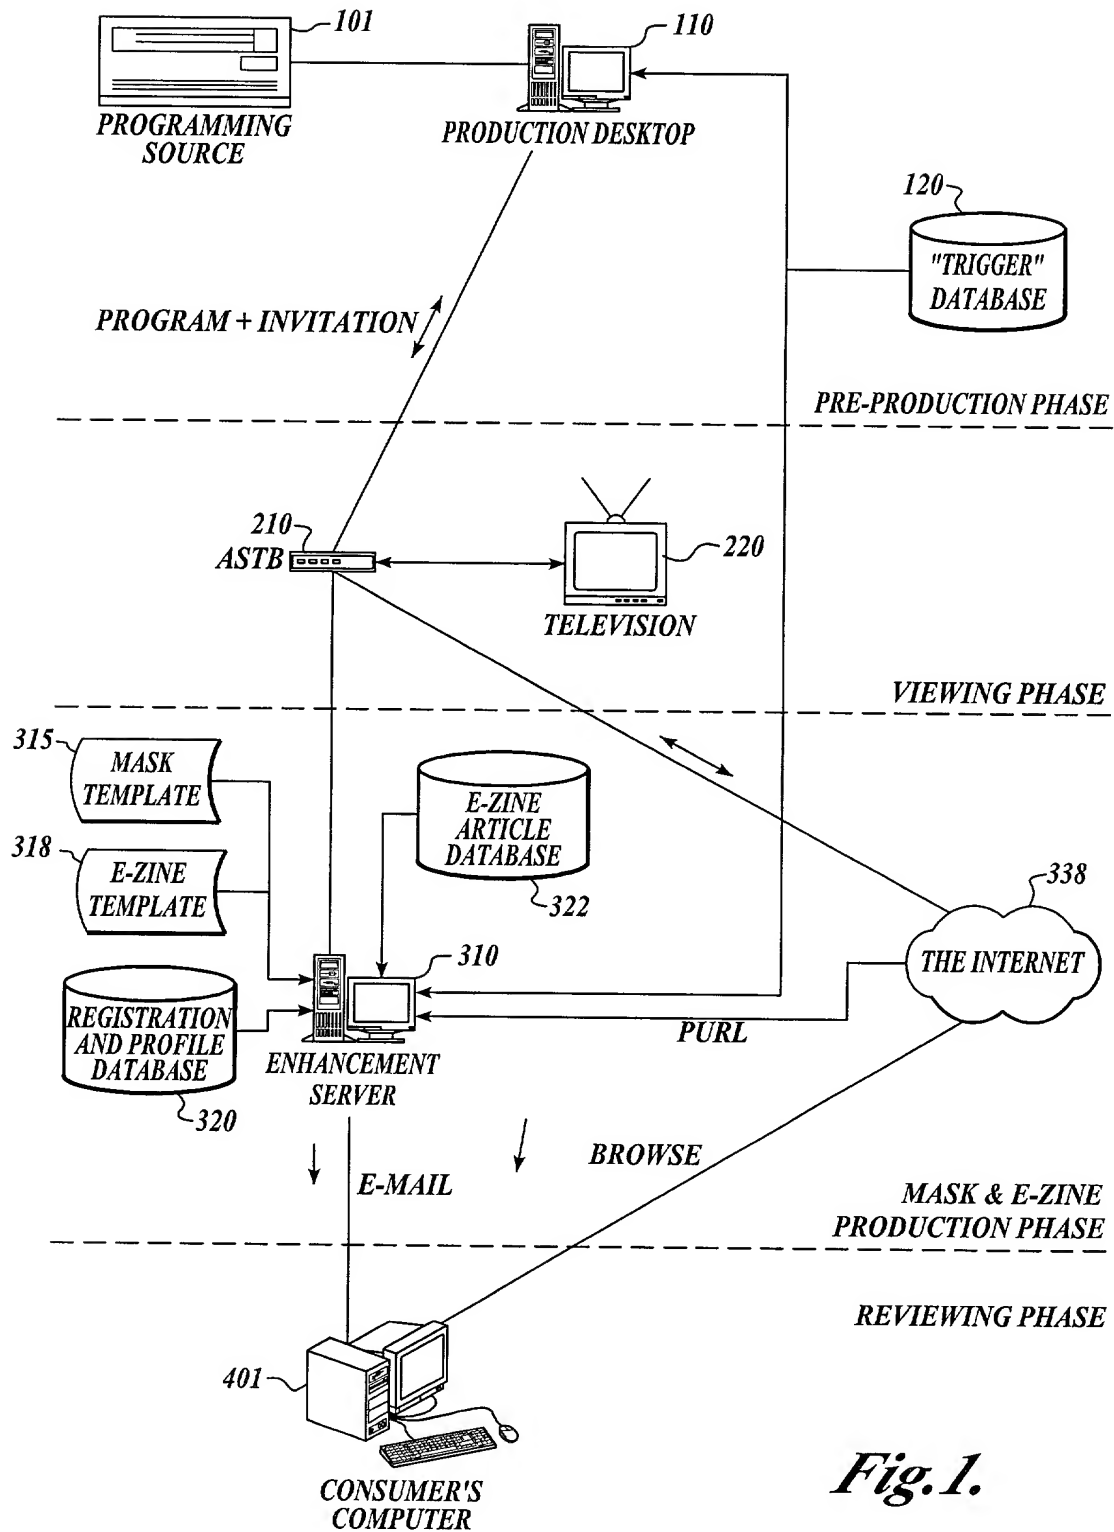 101
110
PROGRAMMING
SOURCE
PRODUCTION DESKTOP
120
"TRIGGER"
DATABASE
PROGRAM + INVITATION
PRE-PRODUCTION PHASE
210
ASTB
220
TELEVISION
VIEWING PHASE
315
MASK
TEMPLATE
E-ZINE
ARTICLE
DATABASE
322
318
E-ZINE
TEMPLATE
338
THE INTERNET
310
REGISTRATION
AND PROFILE
DATABASE
320
PURL
ENHANCEMENT
SERVER
E-MAIL
BROWSE
MASK & E-ZINE
PRODUCTION PHASE
REVIEWING PHASE
401
CONSUMER'S
COMPUTER
Fig.1.